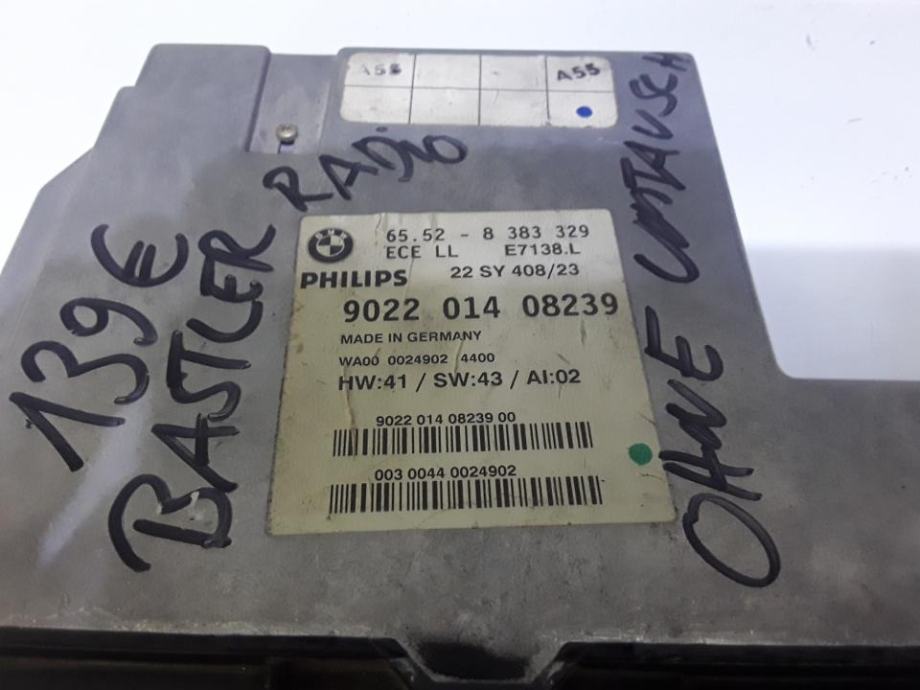 A55 A55
139€
BASTLER RADIO
OHNE UMTAUSCH
BMW
65.52 - 8 383 329
ECE LL E7138.L
PHILIPS 22 SY 408/23
9022 014 08239
MADE IN GERMANY
WA00 0024902 4400
HW:41 / SW:43 / AI:02
9022 014 08239 00
003 0044 0024902